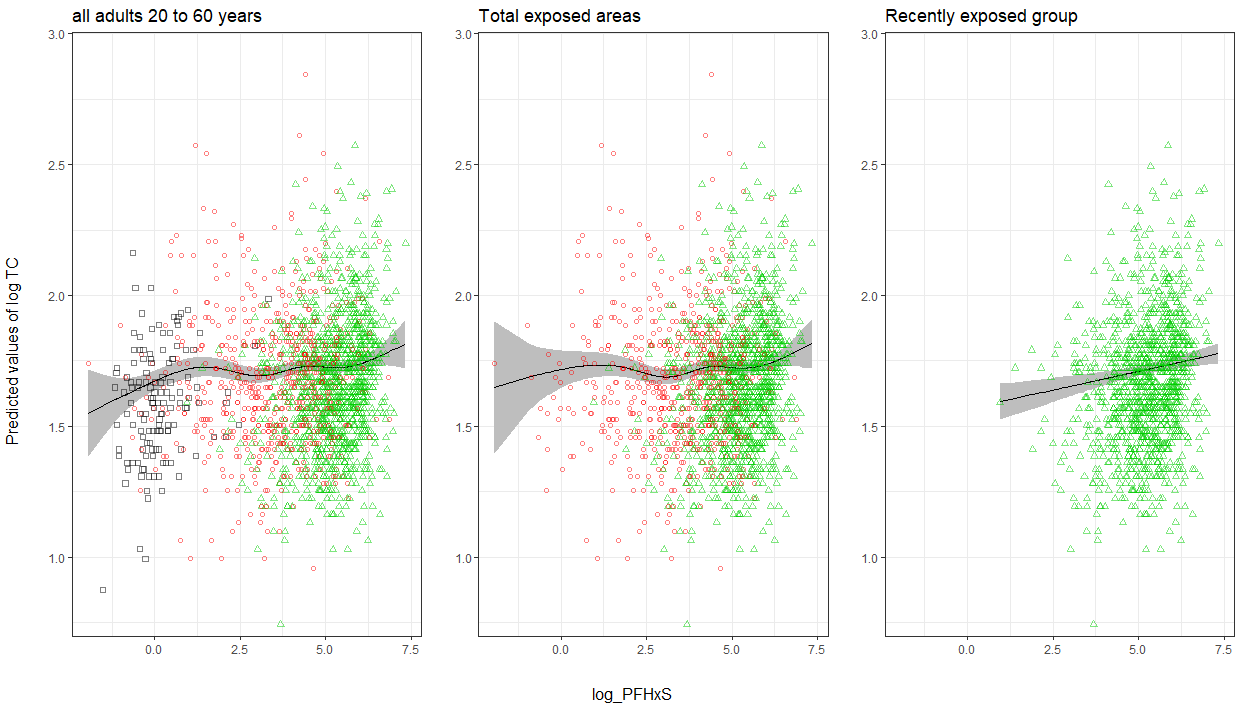 all adults 20 to 60 years
Total exposed areas
Recently exposed group
Predicted values of log TC
3.0
2.5
2.0
1.5
1.0
0.0 2.5 5.0 7.5
3.0
2.5
2.0
1.5
1.0
0.0 2.5 5.0 7.5
3.0
2.5
2.0
1.5
1.0
0.0 2.5 5.0 7.5
log_PFHxS